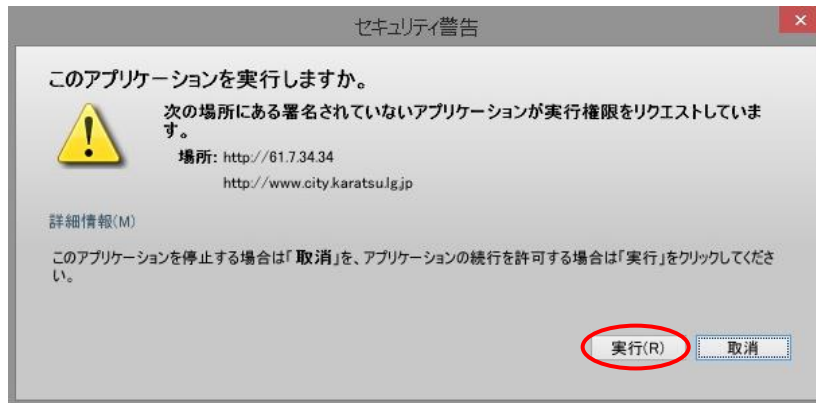 セキュリティ警告
このアプリケーションを実行しますか。
次の場所にある署名されていないアプリケーションが実行権限をリクエストしていま
す。
場所: http://61.7.34.34
http://www.city.karatsu.lg.jp
詳細情報(M)
このアプリケーションを停止する場合は「取消」を、アプリケーションの続行を許可する場合は「実行」をクリックしてくださ
い。
実行(R) 取消